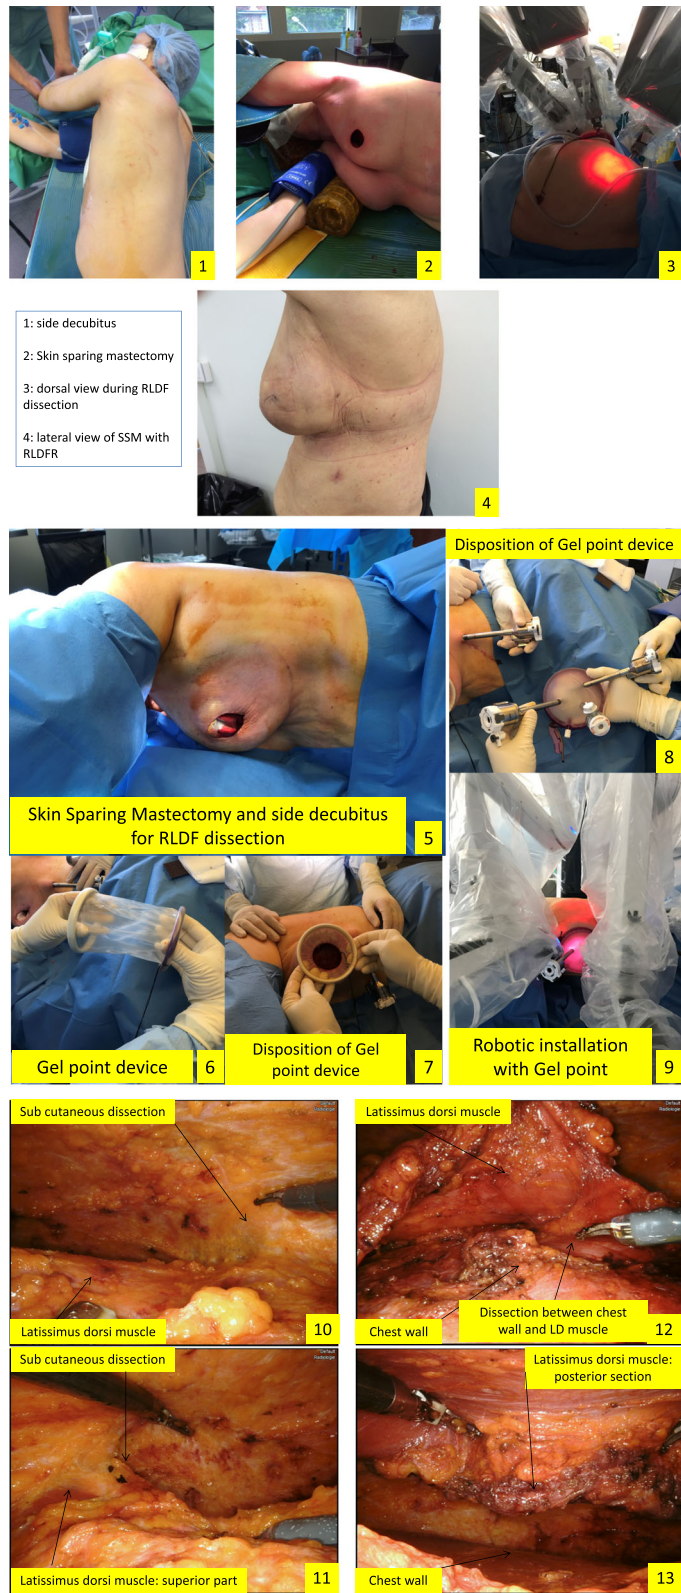 1
2
3
1: side decubitus
2: Skin sparing mastectomy
3: dorsal view during RLDF
dissection
4: lateral view of SSM with
RLDFR
4
Disposition of Gel point device
8
Skin Sparing Mastectomy and side decubitus
for RLDF dissection
5
Gel point device
6
Disposition of Gel
point device
7
Robotic installation
with Gel point
9
Sub cutaneous dissection
Default
Latissimus dorsi muscle
10
Latissimus dorsi muscle
Default
Chest wall
Dissection between chest
wall and LD muscle
12
Sub cutaneous dissection
Default
Latissimus dorsi muscle: superior part
11
Latissimus dorsi muscle:
posterior section
Chest wall
13